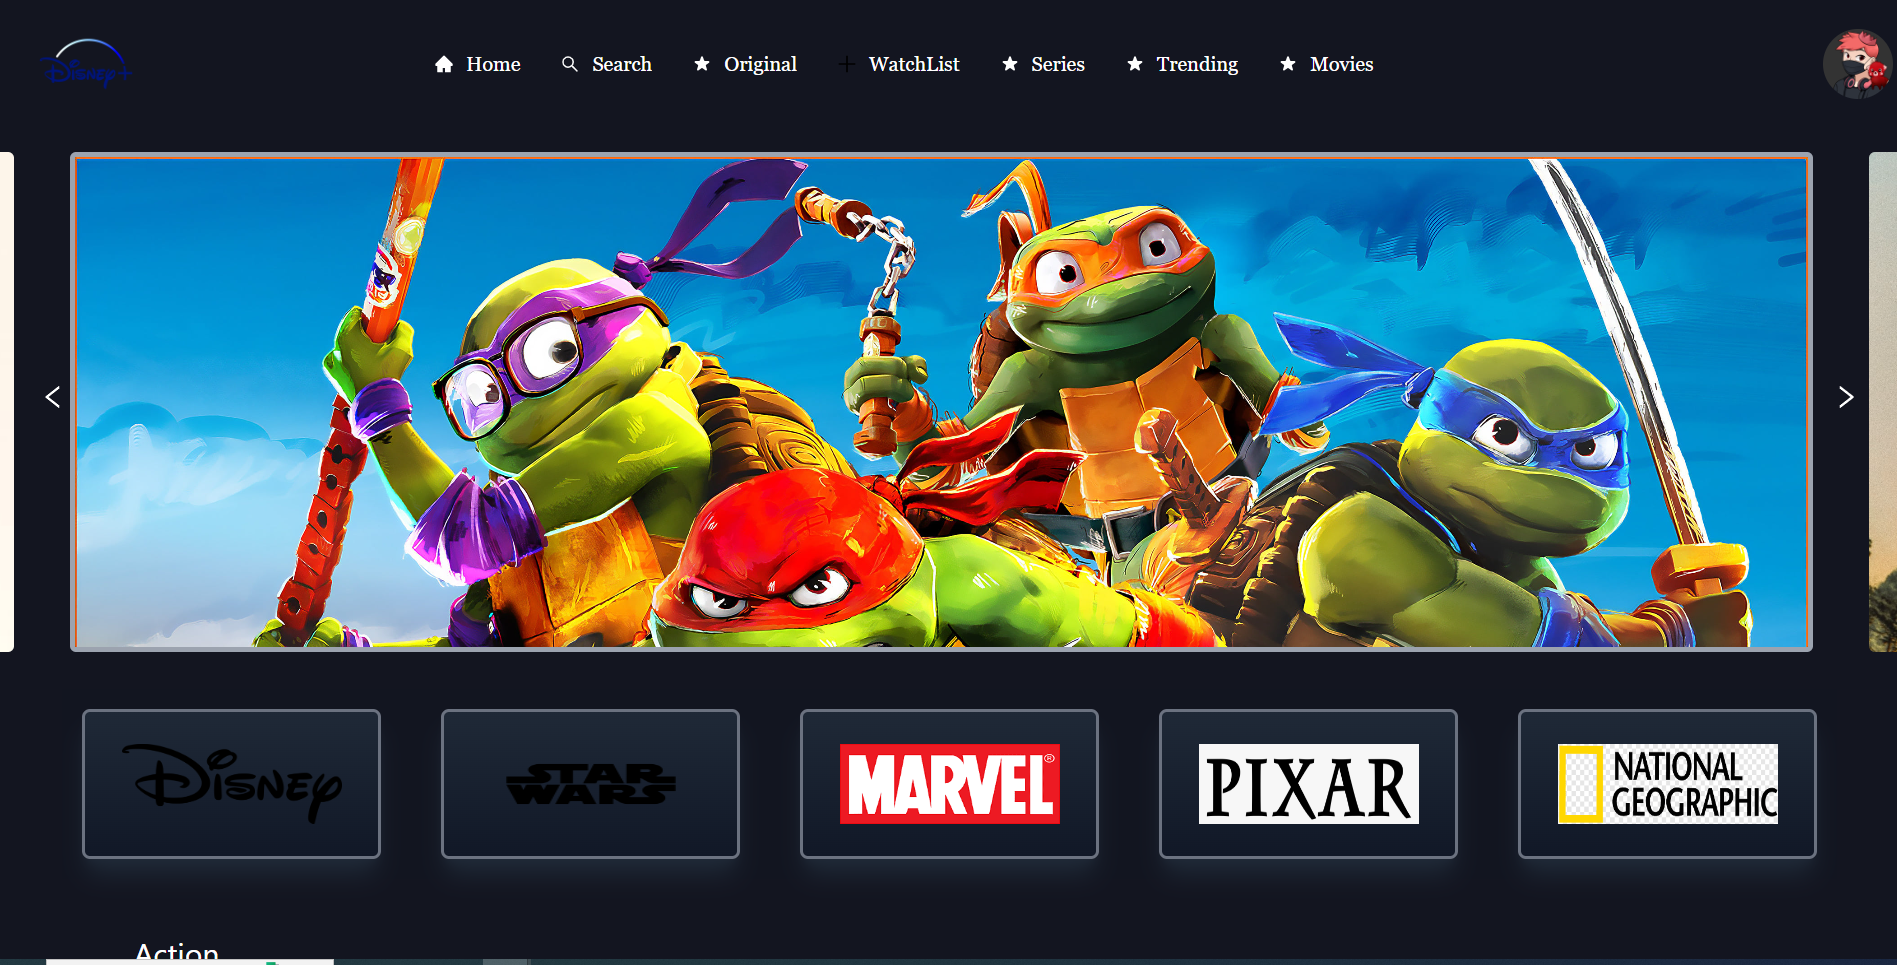 Disney+
Home
Search
Original
WatchList
Series
Trending
Movies
Disney
STAR
WARS
MARVEL®
PIXAR
NATIONAL
GEOGRAPHIC
Action